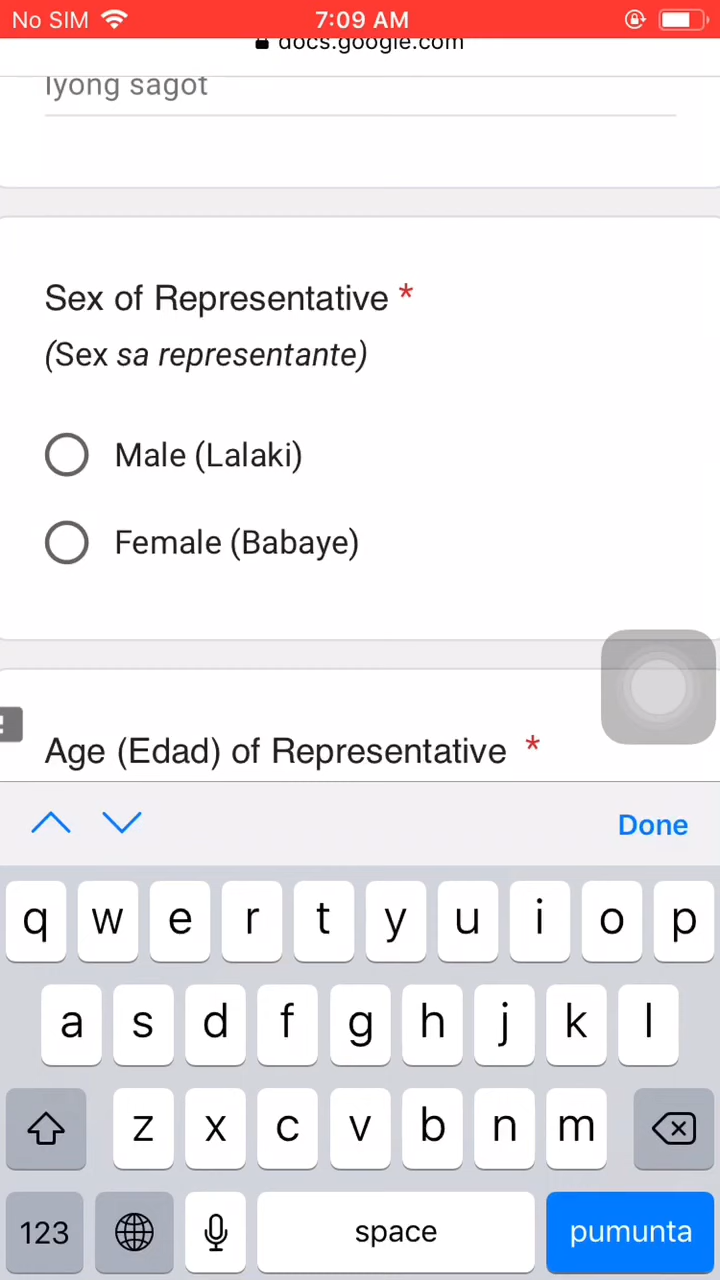 No SIM 7:09 AM
docs.google.com
Iyong sagot
Sex of Representative *
(Sex sa representante)
Male (Lalaki)
Female (Babaye)
Age (Edad) of Representative *
Done
q w e r t y u i o p
a s d f g h j k l
z x c v b n m
123 space pumunta